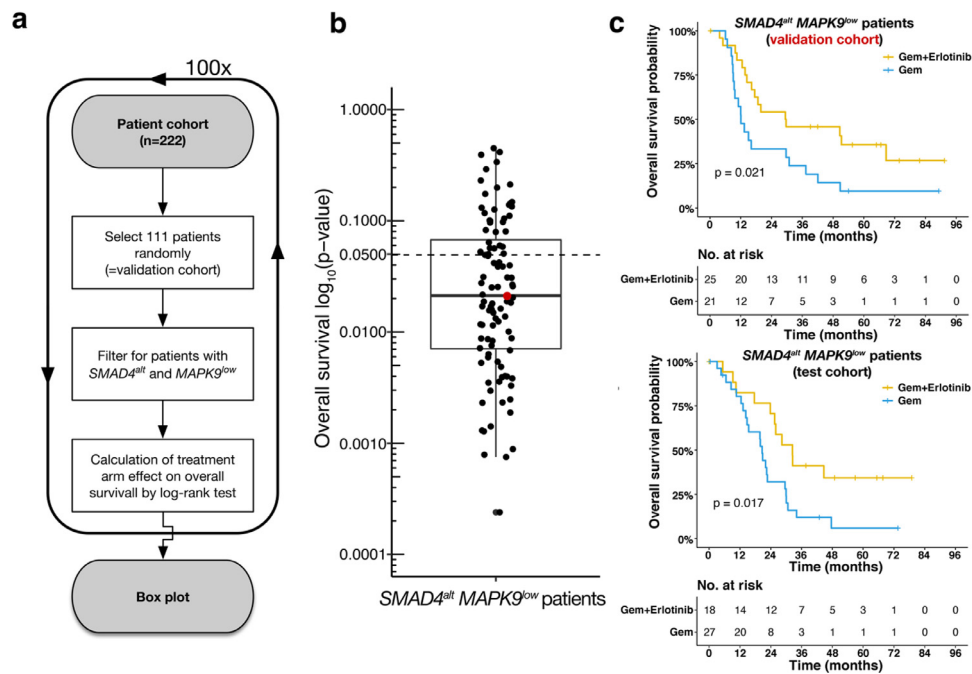 a
100x
Patient cohort
(n=222)
Select 111 patients
randomly
(=validation cohort)
Filter for patients with
SMAD4alt and MAPK9low
Calculation of treatment
arm effect on overall
survivall by log-rank test
Box plot
b
Overall survival log10(p−value)
1.0000
0.1000
0.0500
0.0100
0.0010
0.0001
SMAD4alt MAPK9low patients
c
SMAD4alt MAPK9low patients
(validation cohort)
Gem+Erlotinib
Gem
Overall survival probability
100%
75%
50%
25%
0%
p = 0.021
0 12 24 36 48 60 72 84 96
Time (months)
No. at risk
Gem+Erlotinib 25 20 13 11 9 6 3 1 0
Gem 21 12 7 5 3 1 1 1 0
0 12 24 36 48 60 72 84 96
Time (months)
SMAD4alt MAPK9low patients
(test cohort)
Gem+Erlotinib
Gem
Overall survival probability
100%
75%
50%
25%
0%
p = 0.017
0 12 24 36 48 60 72 84 96
Time (months)
No. at risk
Gem+Erlotinib 18 14 12 7 5 3 1 0 0
Gem 27 20 8 3 1 1 1 0 0
0 12 24 36 48 60 72 84 96
Time (months)